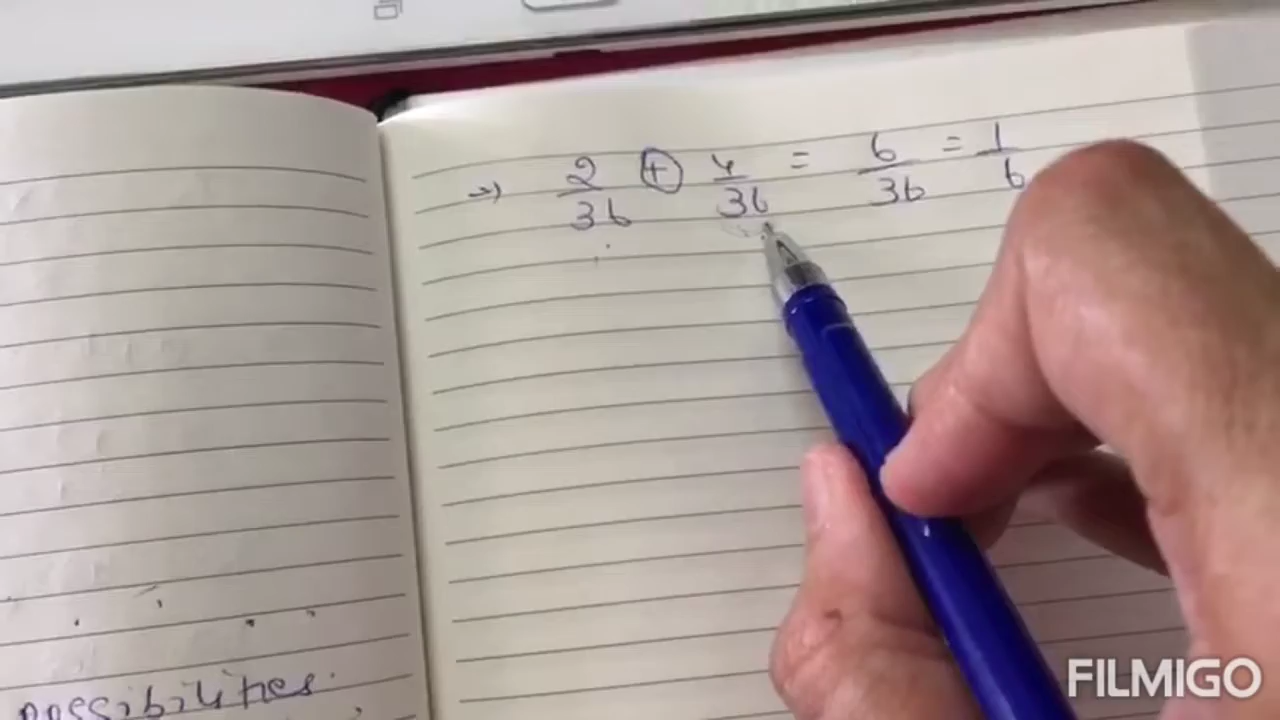 →) 2/36 + 4/36 = 6/36 = 1/6
possibilities.
FILMIGO